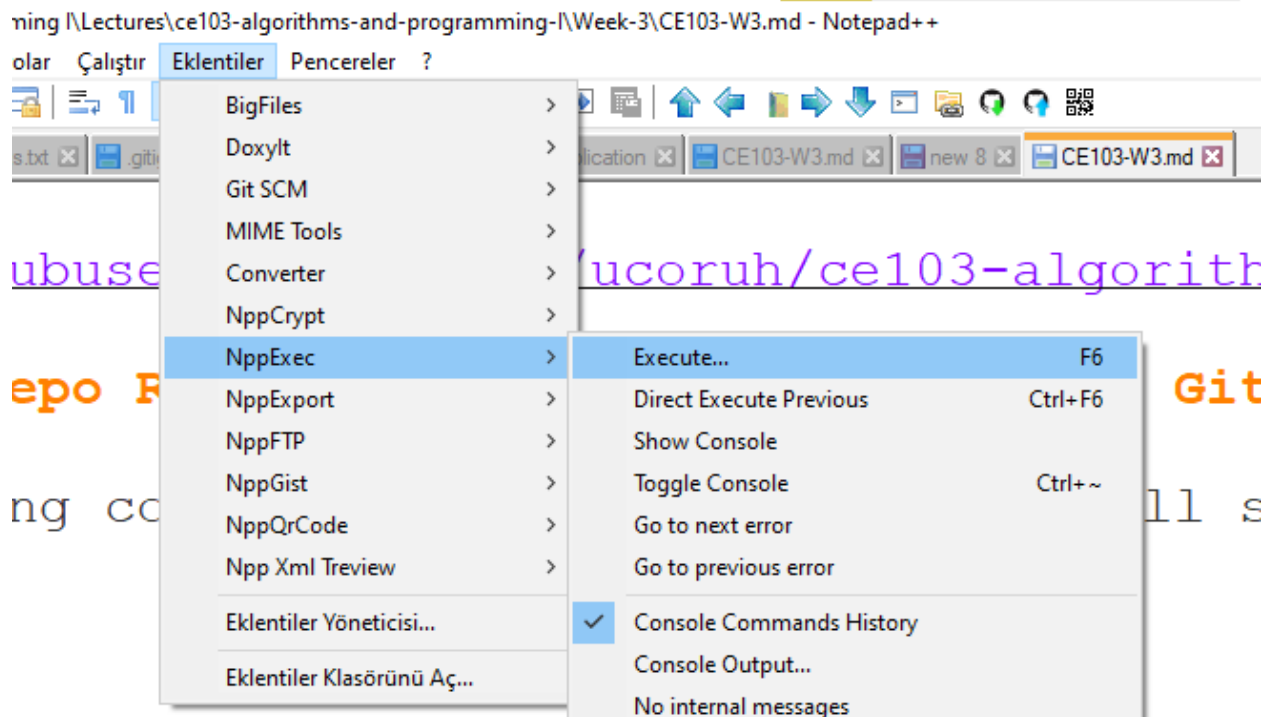 ming I\Lectures\ce103-algorithms-and-programming-I\Week-3\CE103-W3.md - Notepad++
olar Çalıştır Eklentiler Pencereler ?
s.txt .giti lication CE103-W3.md new 8 CE103-W3.md
BigFiles
DoxyIt
Git SCM
MIME Tools
Converter
NppCrypt
NppExec
NppExport
NppFTP
NppGist
NppQrCode
Npp Xml Treview
Eklentiler Yöneticisi...
Eklentiler Klasörünü Aç...
Execute... F6
Direct Execute Previous Ctrl+F6
Show Console
Toggle Console Ctrl+~
Go to next error
Go to previous error
Console Commands History
Console Output...
No internal messages
ubuse /ucoruh/ce103-algorith
epo R Git
ng co ll s